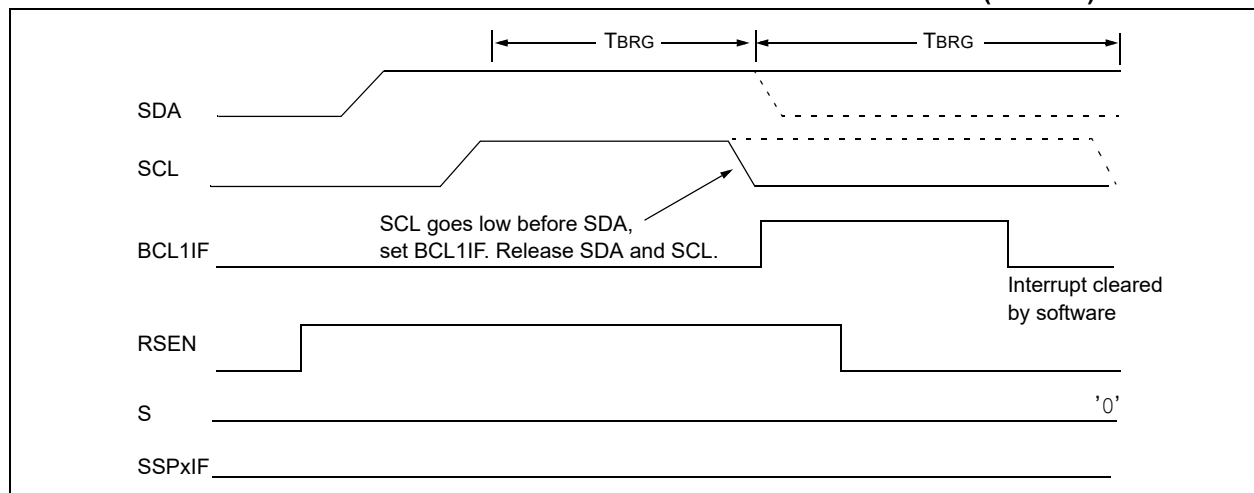 TBRG TBRG
SDA
SCL
SCL goes low before SDA,
set BCL1IF. Release SDA and SCL.
BCL1IF
Interrupt cleared
by software
RSEN
S '0'
SSPxIF